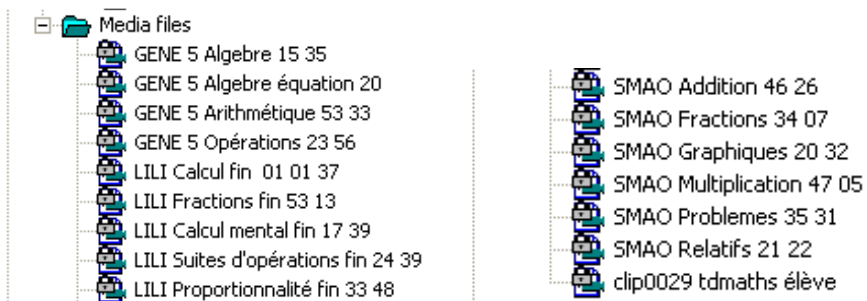 Media files
GENE 5 Algebre 15 35
GENE 5 Algebre équation 20
GENE 5 Arithmétique 53 33
GENE 5 Opérations 23 56
LILI Calcul fin  01 01 37
LILI Fractions fin 53 13
LILI Calcul mental fin 17 39
LILI Suites d'opérations fin 24 39
LILI Proportionnalité fin 33 48
SMAO Addition 46 26
SMAO Fractions 34 07
SMAO Graphiques 20 32
SMAO Multiplication 47 05
SMAO Problemes 35 31
SMAO Relatifs 21 22
clip0029 tdmaths élève